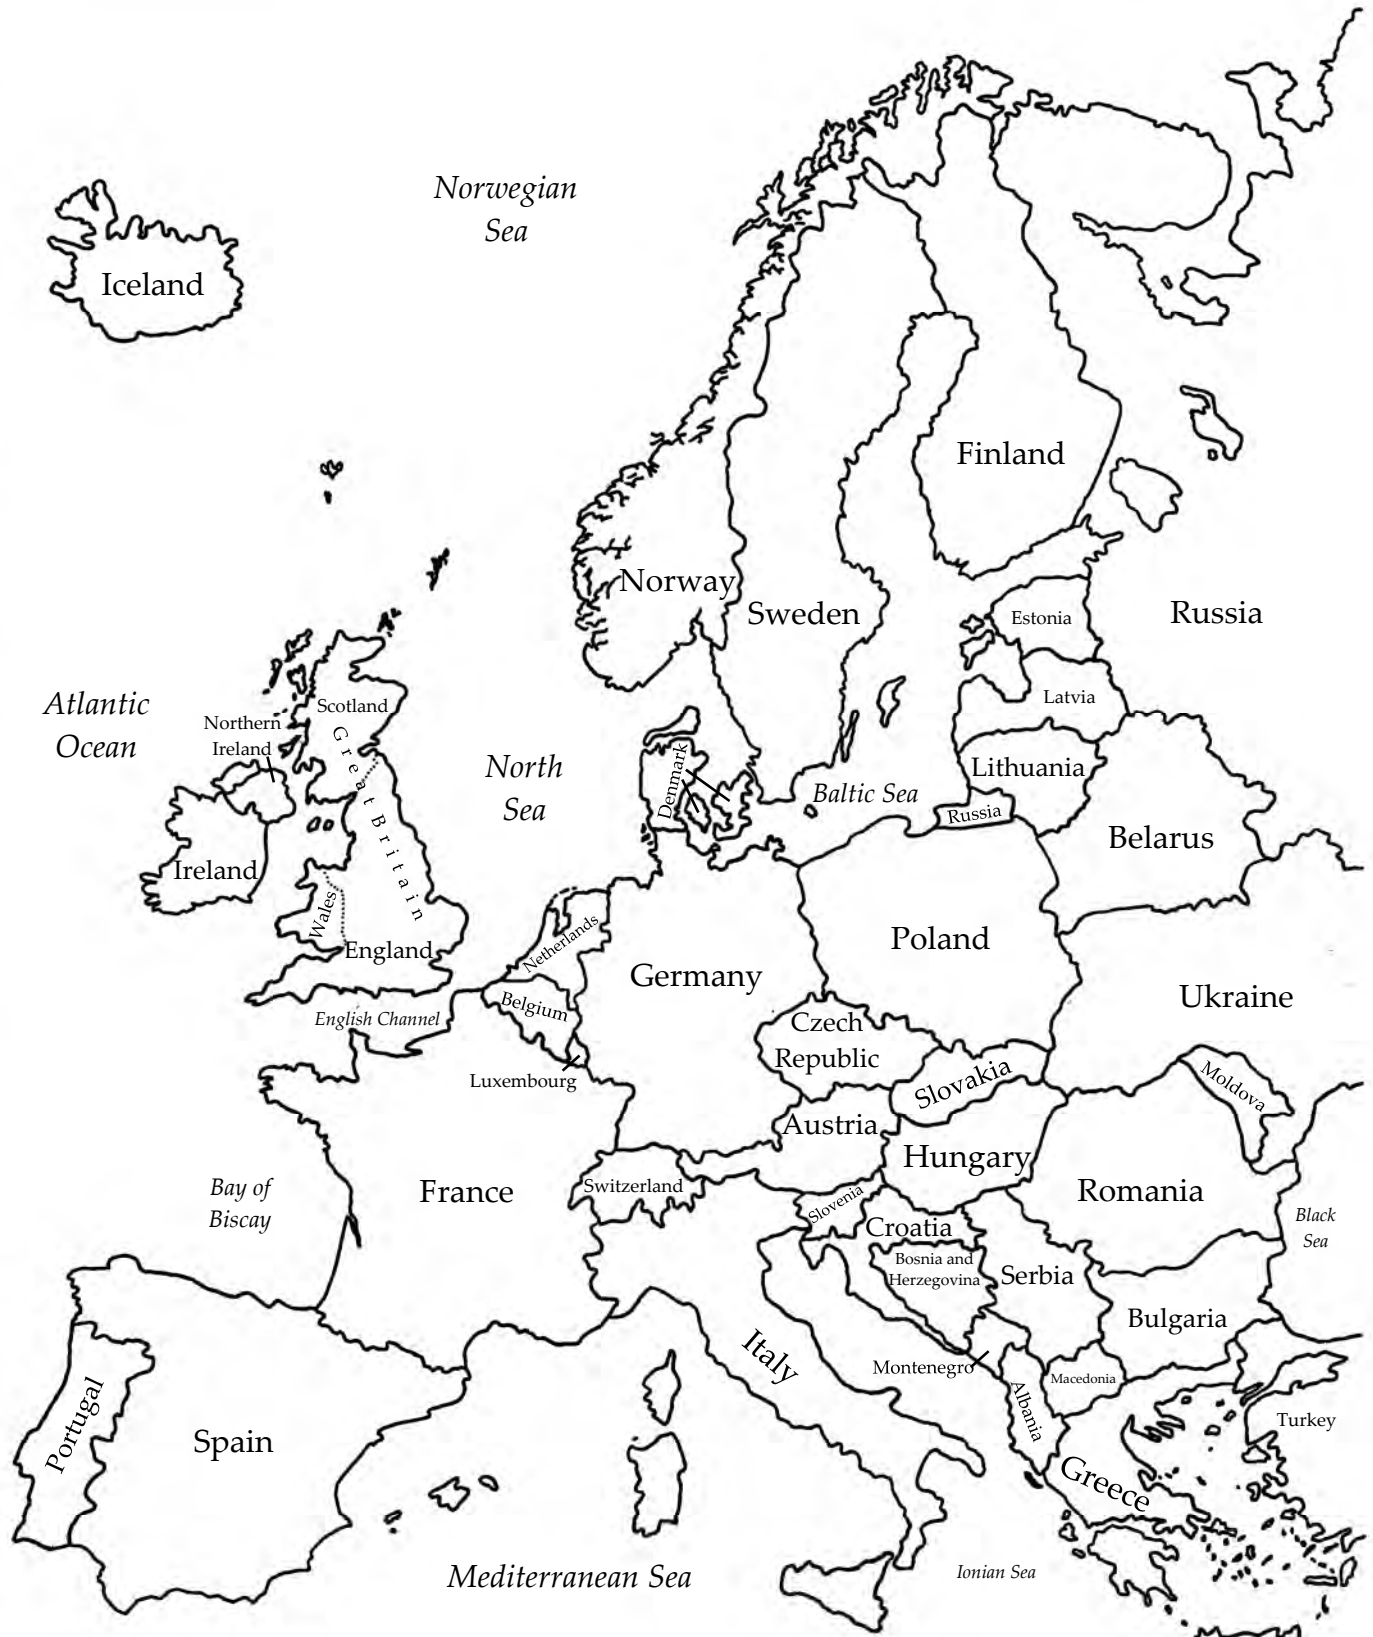 Norwegian
Sea
Iceland
Finland
Norway
Sweden
Estonia
Russia
Atlantic
Ocean
Northern
Ireland
Scotland
Great Britain
Latvia
North
Sea
Denmark
Baltic Sea
Lithuania
Russia
Belarus
Ireland
Wales
England
Netherlands
Germany
Poland
Ukraine
English Channel
Belgium
Luxembourg
Czech
Republic
Slovakia
Moldova
Austria
Hungary
Bay of
Biscay
France
Switzerland
Slovenia
Croatia
Romania
Black
Sea
Bosnia and
Herzegovina
Serbia
Bulgaria
Italy
Montenegro
Macedonia
Albania
Portugal
Spain
Turkey
Greece
Mediterranean Sea
Ionian Sea